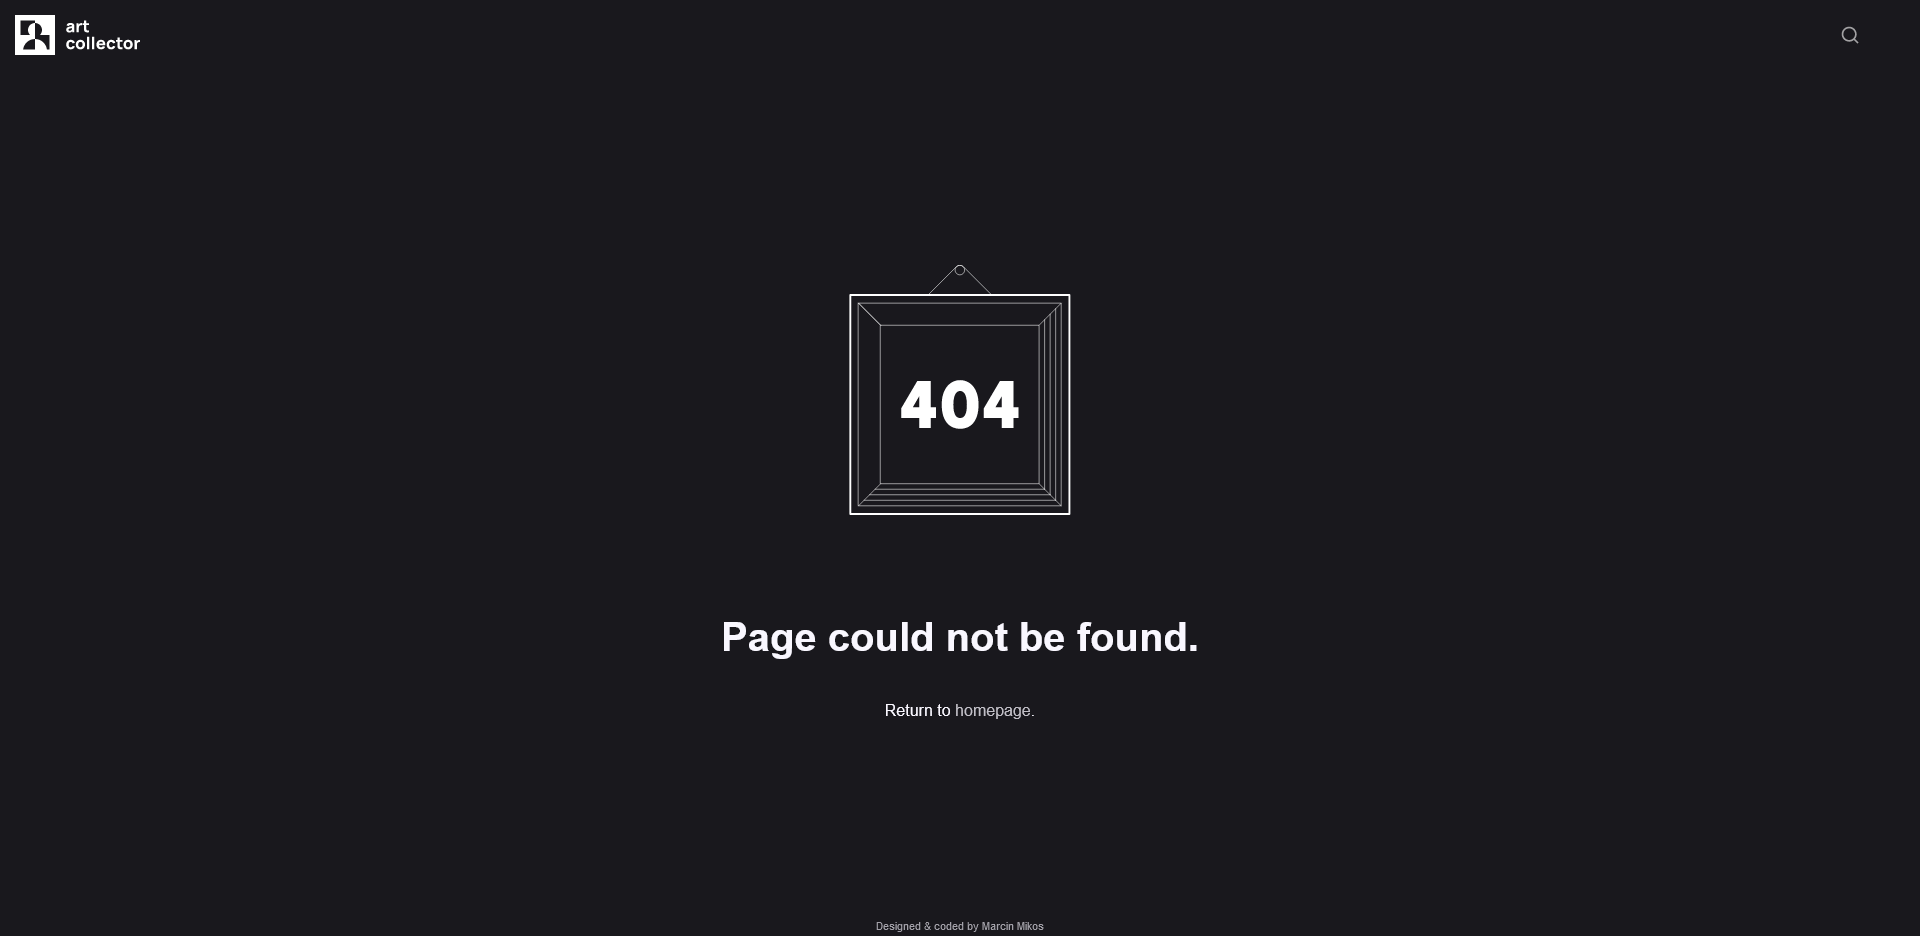 art
collector
404
Page could not be found.
Return to homepage.
Designed & coded by Marcin Mikos